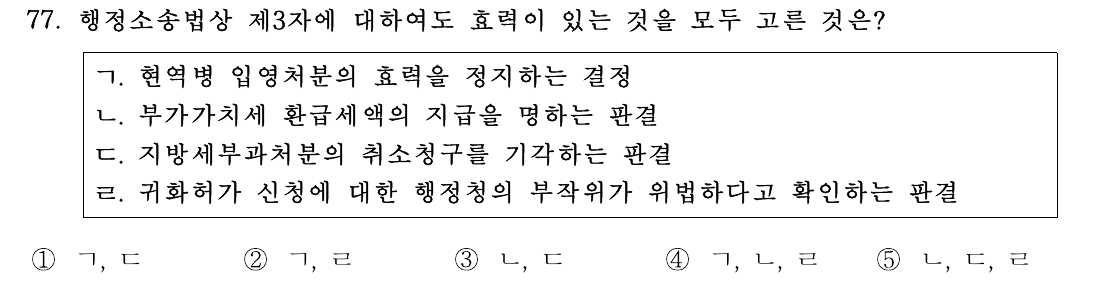 77. 행정소송법상 제3자에 대하여도 효력이 있는 것을 모두 고른 것은?
ㄱ. 현역병 입영처분의 효력을 정지하는 결정
ㄴ. 부가가치세 환급세액의 지급을 명하는 판결
ㄷ. 지방세부과처분의 취소청구를 기각하는 판결
ㄹ. 귀화허가 신청에 대한 행정청의 부작위가 위법하다고 확인하는 판결
① ㄱ, ㄷ ② ㄱ, ㄹ ③ ㄴ, ㄷ ④ ㄱ, ㄴ, ㄹ ⑤ ㄴ, ㄷ, ㄹ